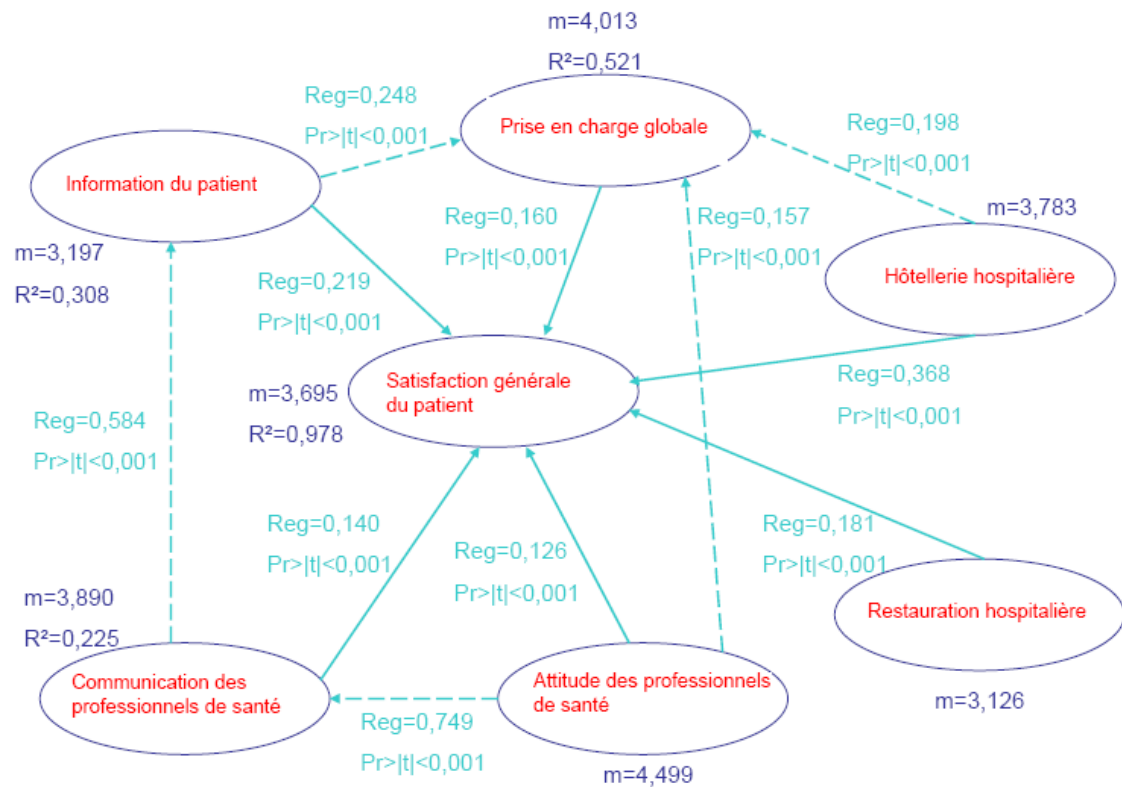 m=4,013
R²=0,521
Reg=0,248
Pr>|t|<0,001
Prise en charge globale
Reg=0,198
Pr>|t|<0,001
Information du patient
m=3,197
R²=0,308
Reg=0,160
Pr>|t|<0,001
Reg=0,157
Pr>|t|<0,001
m=3,783
Hôtellerie hospitalière
Reg=0,219
Pr>|t|<0,001
Satisfaction générale
du patient
m=3,695
R²=0,978
Reg=0,368
Pr>|t|<0,001
Reg=0,584
Pr>|t|<0,001
Reg=0,140
Pr>|t|<0,001
Reg=0,126
Pr>|t|<0,001
Reg=0,181
Pr>|t|<0,001
m=3,890
R²=0,225
Restauration hospitalière
m=3,126
Communication des
professionnels de santé
Reg=0,749
Pr>|t|<0,001
Attitude des professionnels
de santé
m=4,499